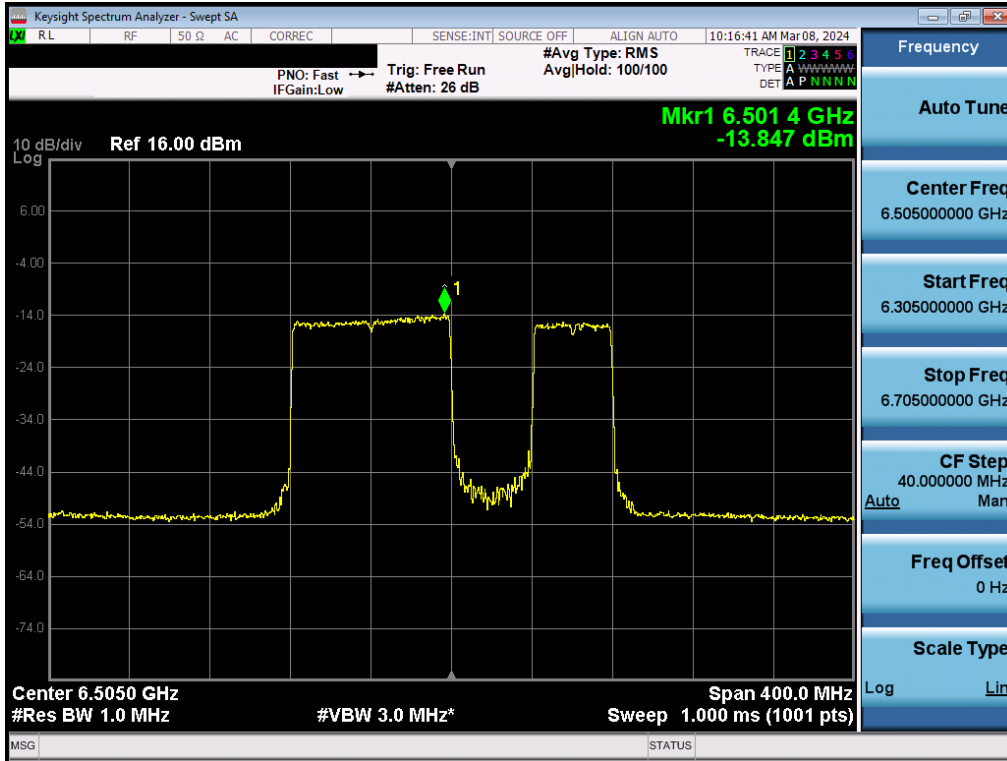 Keysight Spectrum Analyzer - Swept SA
LXI RL RF 50 Ω AC CORREC SENSE:INT SOURCE OFF ALIGN AUTO 10:16:41 AM Mar 08, 2024
PNO: Fast
IFGain:Low
Trig: Free Run
#Atten: 26 dB
#Avg Type: RMS
Avg|Hold: 100/100
TRACE 1 2 3 4 5 6
TYPE A WWWWW
DET A P N N N N
Mkr1 6.501 4 GHz
-13.847 dBm
10 dB/div
Log
Ref 16.00 dBm
6.00
-4.00
-14.0
-24.0
-34.0
-44.0
-54.0
-64.0
-74.0
1
Center 6.5050 GHz
#Res BW 1.0 MHz
#VBW 3.0 MHz*
Span 400.0 MHz
Sweep 1.000 ms (1001 pts)
MSG
STATUS
Frequency
Auto Tune
Center Freq
6.505000000 GHz
Start Freq
6.305000000 GHz
Stop Freq
6.705000000 GHz
CF Step
40.000000 MHz
Auto Man
Freq Offset
0 Hz
Scale Type
Log Lin